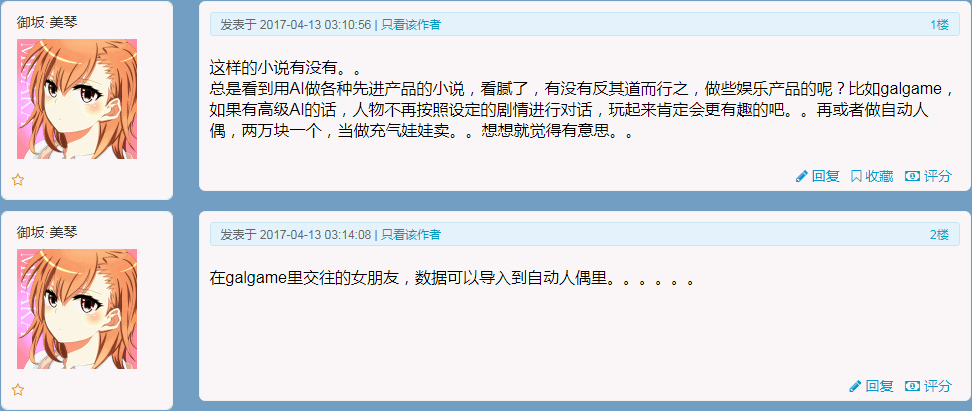 御坂·美琴
发表于 2017-04-13 03:10:56 | 只看该作者
1楼
这样的小说有没有。。
总是看到用AI做各种先进产品的小说，看腻了，有没有反其道而行之，做些娱乐产品的呢？比如galgame，
如果有高级AI的话，人物不再按照设定的剧情进行对话，玩起来肯定会更有趣的吧。。再或者做自动人
偶，两万块一个，当做充气娃娃卖。。想想就觉得有意思。。
回复 收藏 评分
御坂·美琴
发表于 2017-04-13 03:14:08 | 只看该作者
2楼
在galgame里交往的女朋友，数据可以导入到自动人偶里。。。。。。
回复 评分